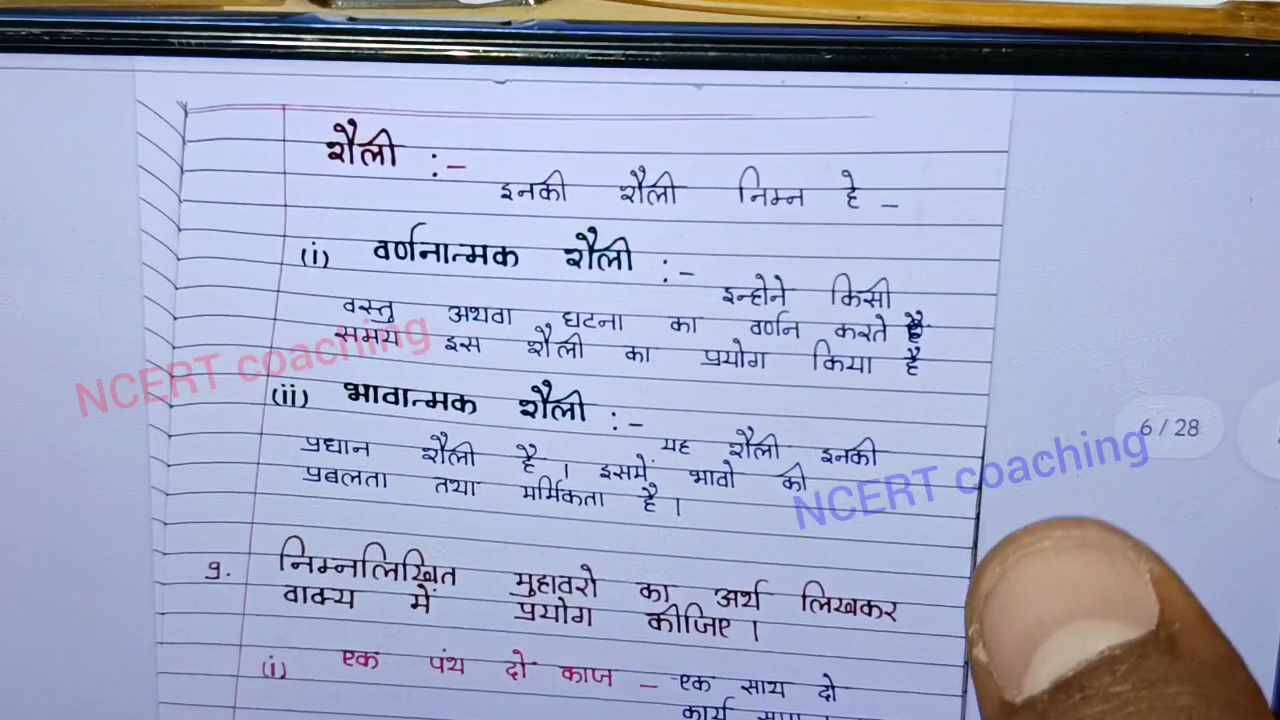 शैली :-
इनकी शैली निम्न हे -
(i) वर्णनात्मक शैली :-
इन्होने किसी
वस्तु अथवा घटना का वर्णन करते
समय इस शैली का प्रयोग किया है
(ii) भावात्मक शैली :-
यह शैली इनकी
प्रधान शैली है। इसमें भावो की
प्रबलता तथा मर्मिकता है।
9. निम्नलिखित मुहावरो का अर्थ लिखकर
वाक्य में प्रयोग कीजिए।
(i) एक पंथ दो काज - एक साथ दो
कार्य
NCERT coaching
NCERT coaching
6 / 28